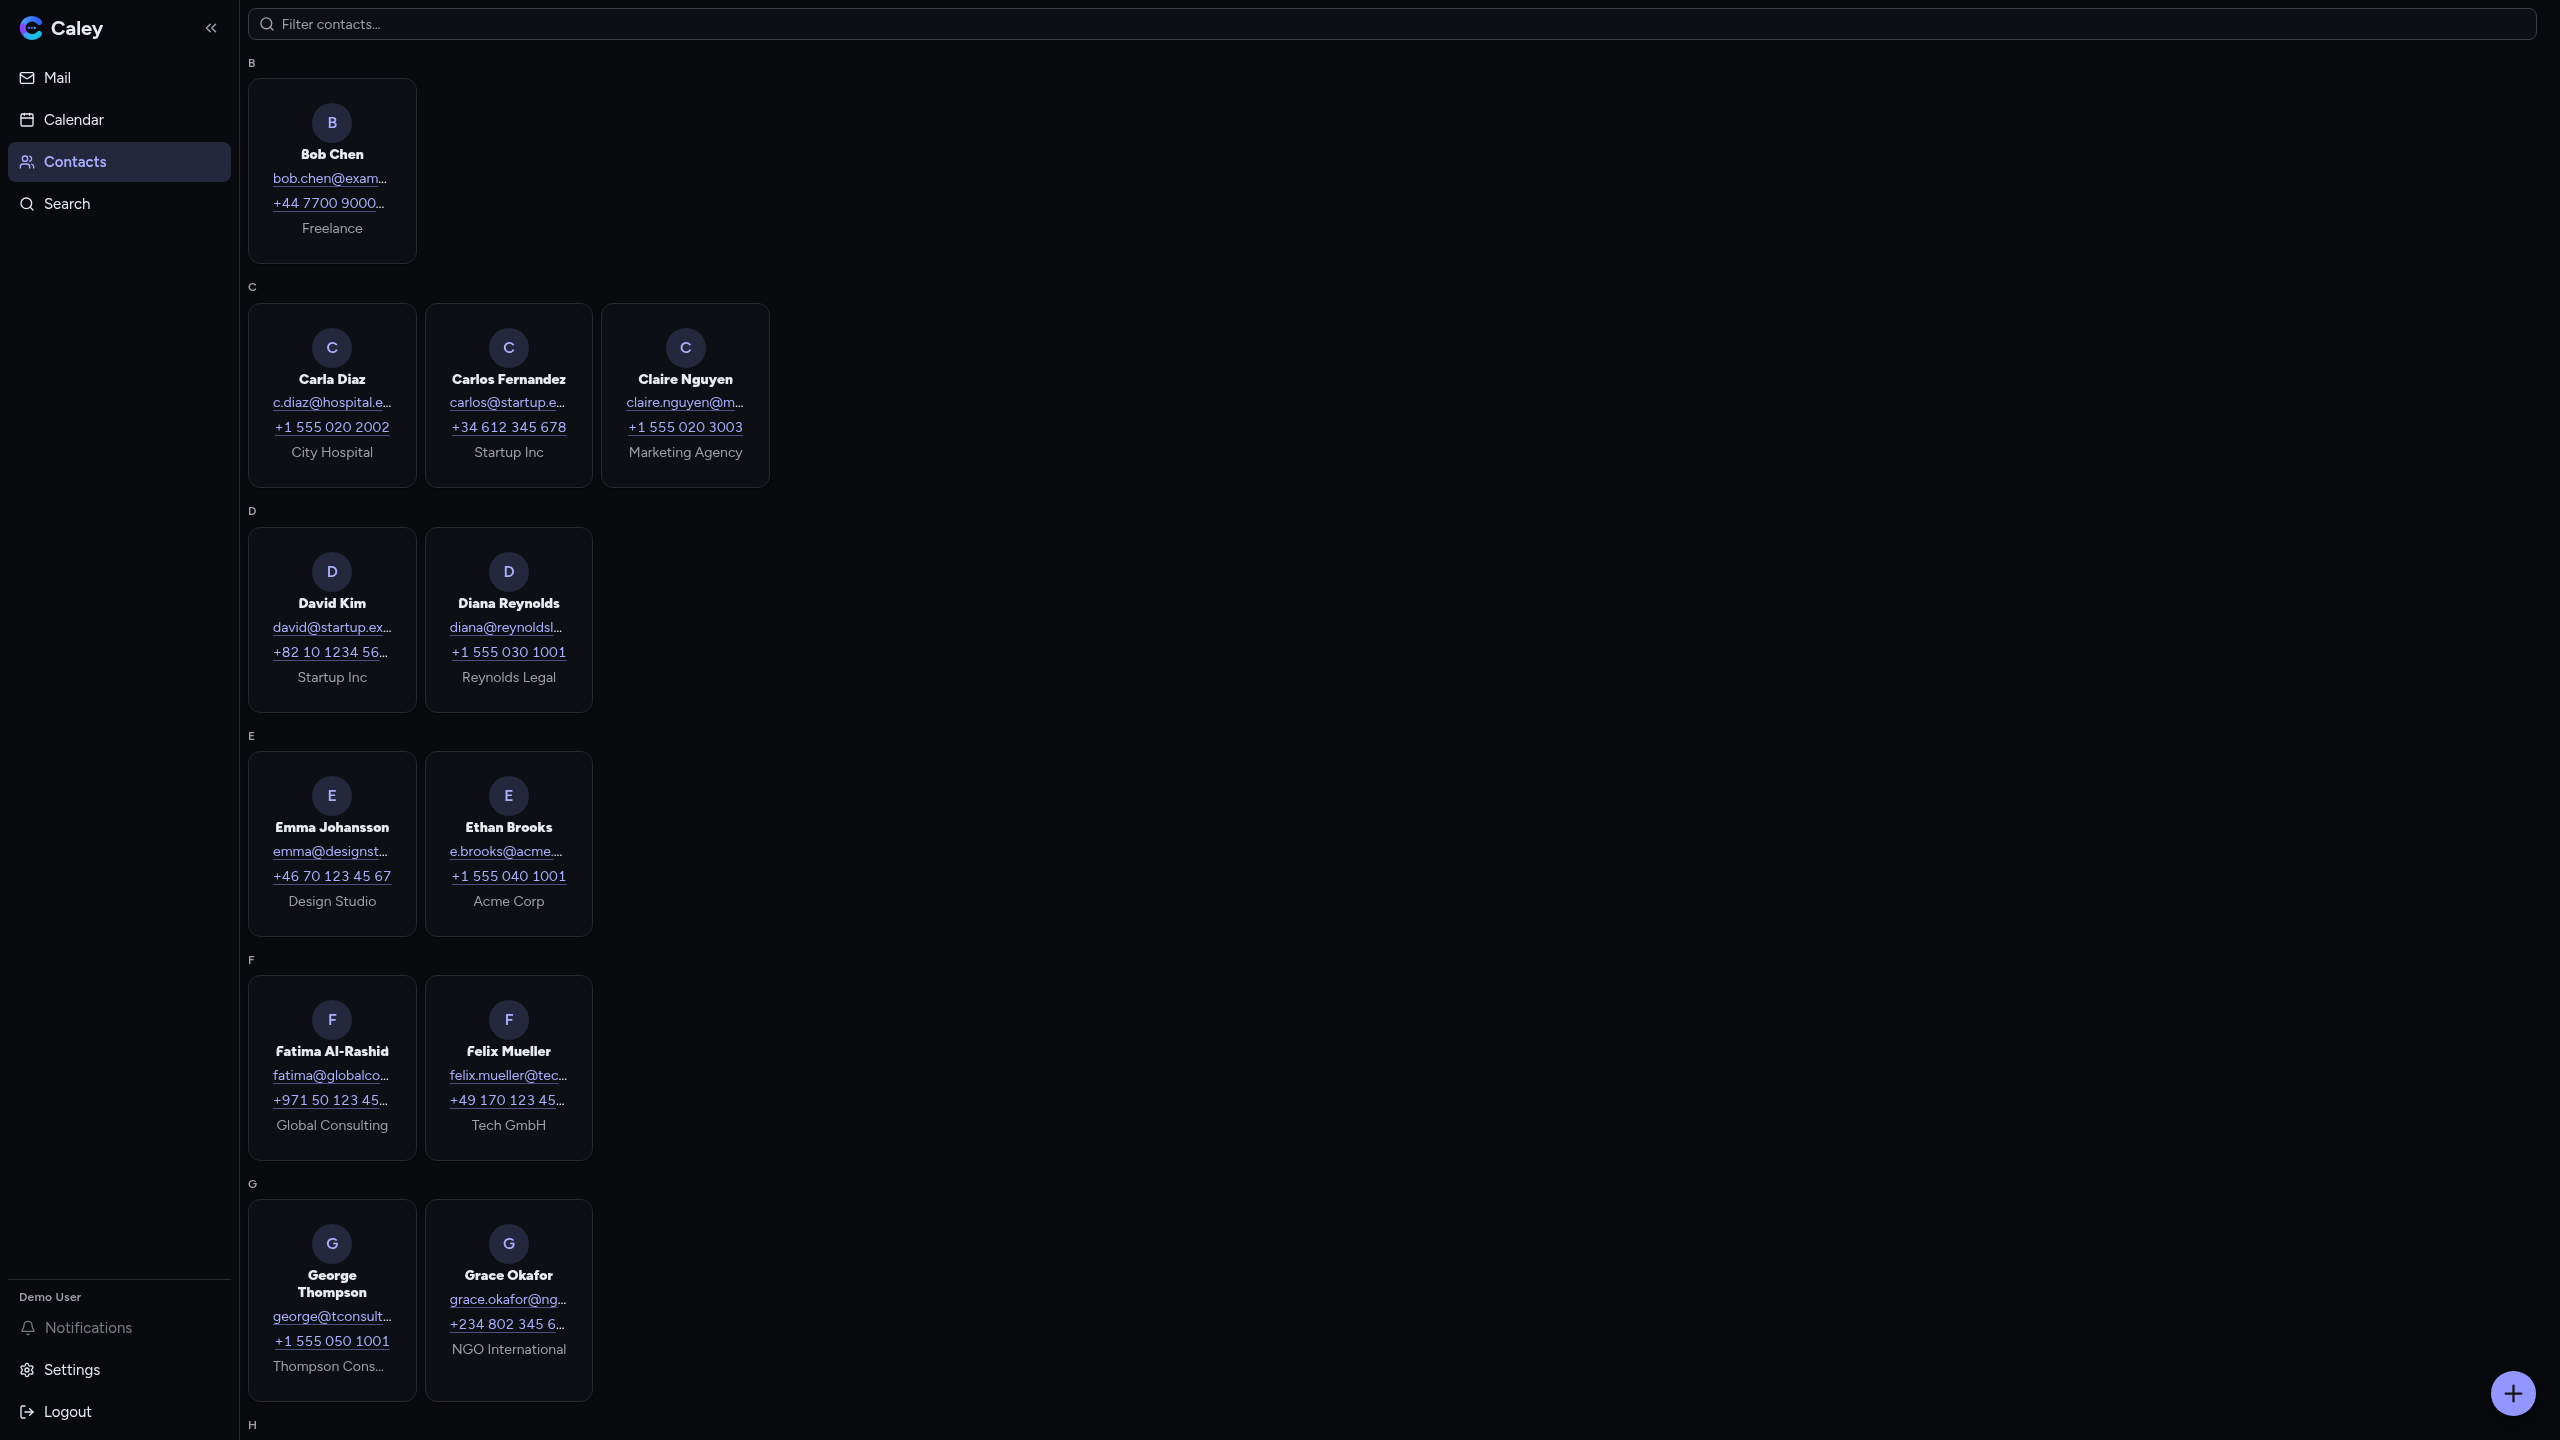 Caley
Mail
Calendar
Contacts
Search
Demo User
Notifications
Settings
Logout
Filter contacts...
B
B
Bob Chen
bob.chen@exam...
+44 7700 9000...
Freelance
C
C
Carla Diaz
c.diaz@hospital.e...
+1 555 020 2002
City Hospital
C
Carlos Fernandez
carlos@startup.e...
+34 612 345 678
Startup Inc
C
Claire Nguyen
claire.nguyen@m...
+1 555 020 3003
Marketing Agency
D
D
David Kim
david@startup.ex...
+82 10 1234 56...
Startup Inc
D
Diana Reynolds
diana@reynoldsl...
+1 555 030 1001
Reynolds Legal
E
E
Emma Johansson
emma@designst...
+46 70 123 45 67
Design Studio
E
Ethan Brooks
e.brooks@acme....
+1 555 040 1001
Acme Corp
F
F
Fatima Al-Rashid
fatima@globalco...
+971 50 123 45...
Global Consulting
F
Felix Mueller
felix.mueller@tec...
+49 170 123 45...
Tech GmbH
G
G
George
Thompson
george@tconsult...
+1 555 050 1001
Thompson Cons...
G
Grace Okafor
grace.okafor@ng...
+234 802 345 6...
NGO International
H